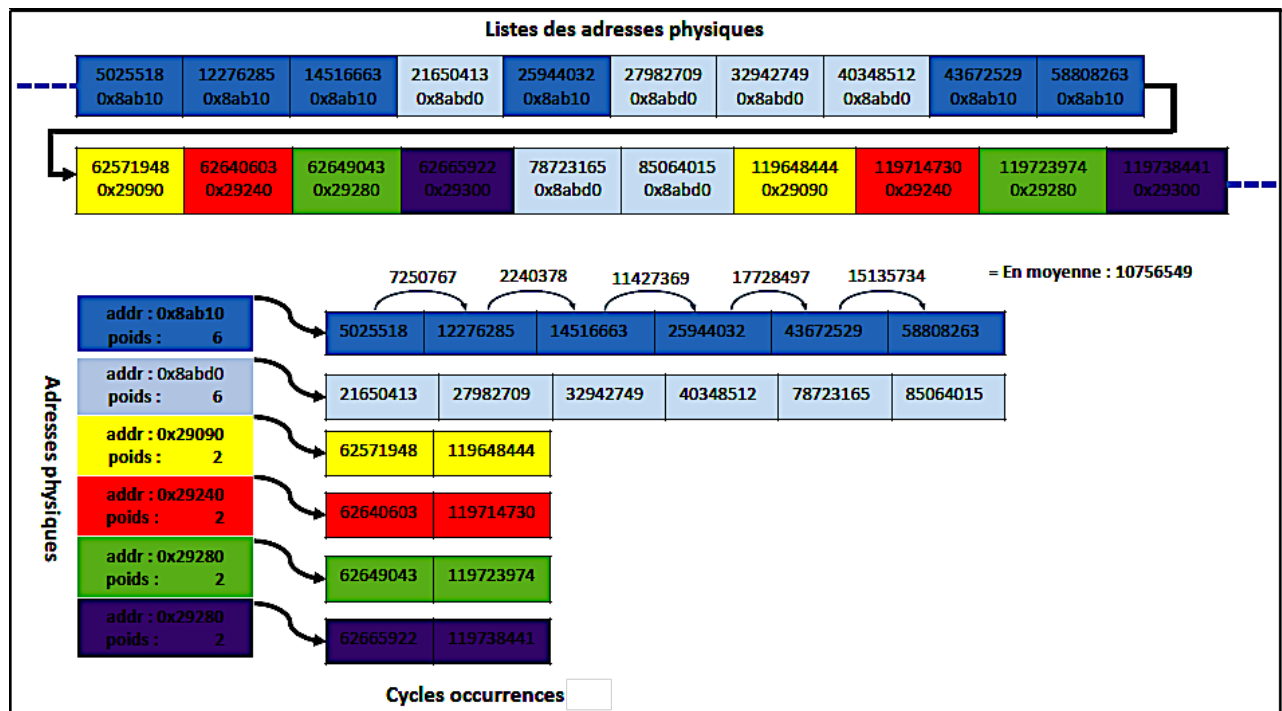 Listes des adresses physiques
5025518 12276285 14516663 21650413 25944032 27982709 32942749 40348512 43672529 58808263
0x8ab10 0x8ab10 0x8ab10 0x8abd0 0x8ab10 0x8abd0 0x8abd0 0x8abd0 0x8ab10 0x8ab10
62571948 62640603 62649043 62665922 78723165 85064015 119648444 119714730 119723974 119738441
0x29090 0x29240 0x29280 0x29300 0x8abd0 0x8abd0 0x29090 0x29240 0x29280 0x29300
7250767 2240378 11427369 17728497 15135734 = En moyenne : 10756549
Adresses physiques
addr : 0x8ab10
poids : 6
5025518 12276285 14516663 25944032 43672529 58808263
addr : 0x8abd0
poids : 6
21650413 27982709 32942749 40348512 78723165 85064015
addr : 0x29090
poids : 2
62571948 119648444
addr : 0x29240
poids : 2
62640603 119714730
addr : 0x29280
poids : 2
62649043 119723974
addr : 0x29280
poids : 2
62665922 119738441
Cycles occurrences